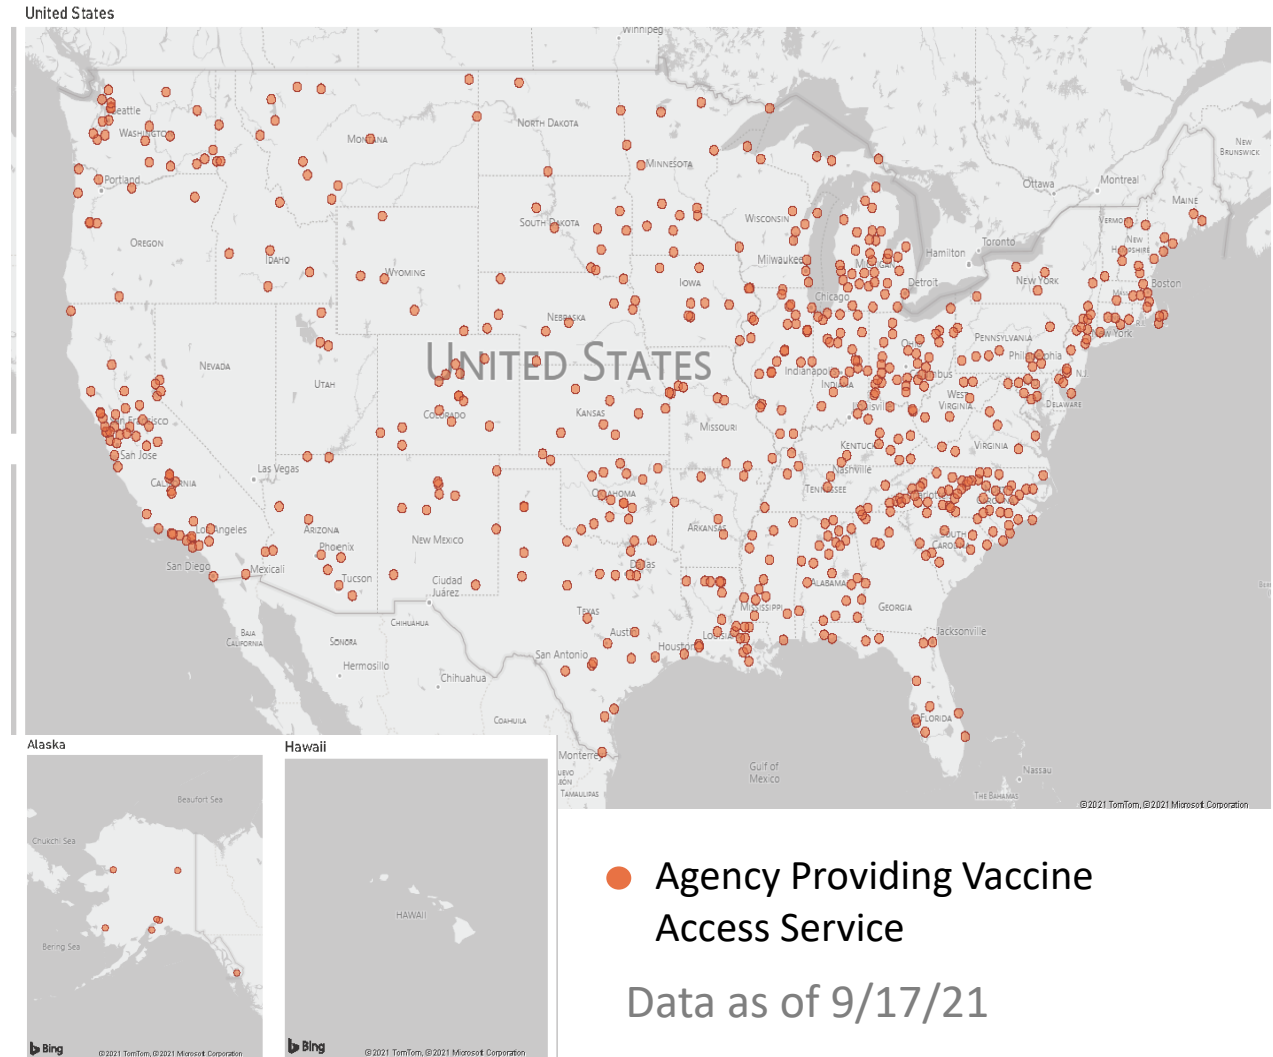 United States
Winnipeg
Seattle
WASHINGTON
MONTANA
NORTH DAKOTA
MINNESOTA
Ottawa
Montreal
NEW
BRUNSWICK
MAINE
Portland
VERMO
NEW
SOUTH DAKOTA
WISCONSIN
Toronto
Hamilton
OREGON
IDAHO
WYOMING
Milwaukee
Detroit
NEW YORK
Boston
IOWA
Chicago
NEBRASKA
PENNSYLVANIA
NEVADA
UNITED STATES
UTAH
Indianapo
INDIANA
Philadelphia
NJ
DELAWARE
COLORADO
KANSAS
MISSOURI
WEST
VIRGINIA
San Francisco
San Jose
KENTUCK
VIRGINIA
Las Vegas
CALIFORNIA
Nashville
TENNESSEE
OKLAHOMA
Los Angeles
ARIZONA
NEW MEXICO
ARKANSAS
SOUTH
CAROLINA
Phoenix
San Diego
Mexicali
Tucson
Ciudad
Juárez
Dallas
ALABAMA
MISSISSIPPI
GEORGIA
TEXAS
BAJA
CALIFORNIA
SONORA
CHIHUAHUA
Austin
Houston
LOUISIA
Jacksonville
San Antonio
Hermosillo
Chihuahua
COAHUILA
FLORIDA
Monterrey
UEVO
EÓN
TAMAULIPAS
Gulf of
Mexico
Nassau
THE BAHAMAS
©2021 TomTom, ©2021 Microsoft Corporation
Alaska
Hawaii
Beaufort Sea
Chukchi Sea
Bering Sea
HAWAII
Bing
©2021 TomTom, ©2021 Microsoft Corporation
Bing
©2021 TomTom, ©2021 Microsoft Corporation
Agency Providing Vaccine
Access Service
Data as of 9/17/21